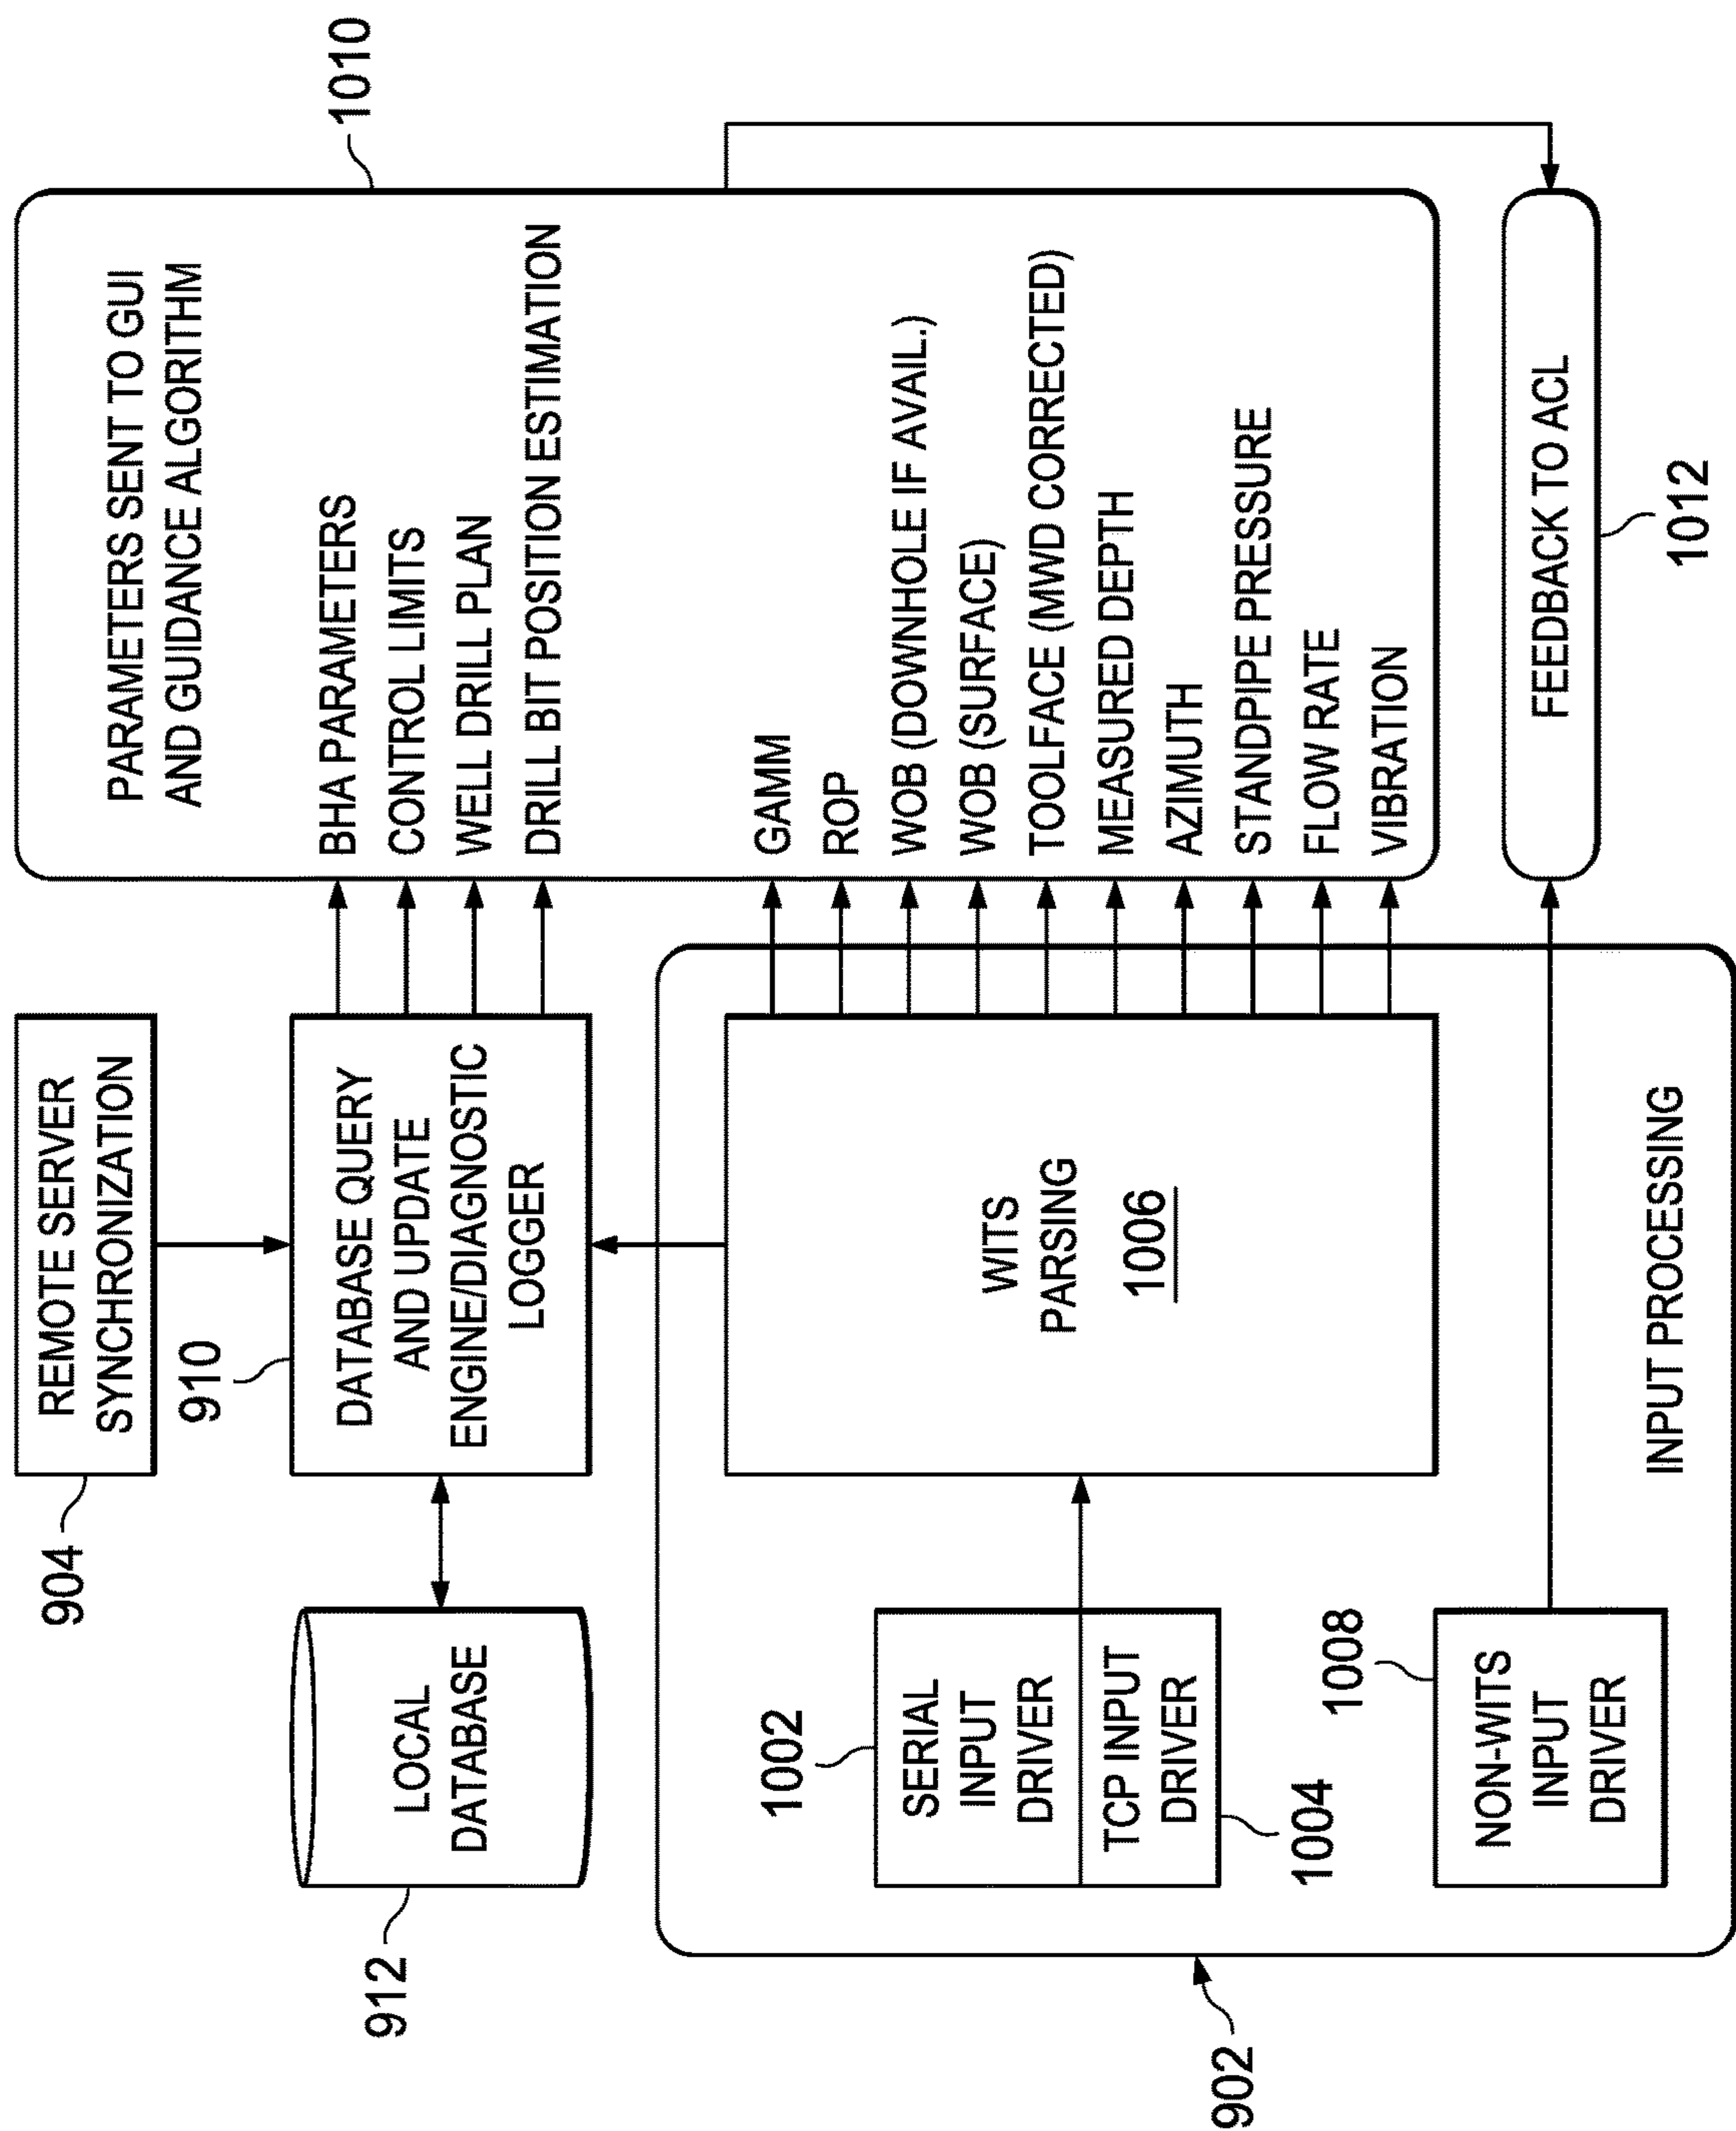 904
REMOTE SERVER
SYNCHRONIZATION
912
LOCAL
DATABASE
910
DATABASE QUERY
AND UPDATE
ENGINE/DIAGNOSTIC
LOGGER
1010
PARAMETERS SENT TO GUI
AND GUIDANCE ALGORITHM
BHA PARAMETERS
CONTROL LIMITS
WELL DRILL PLAN
DRILL BIT POSITION ESTIMATION
GAMM
ROP
WOB (DOWNHOLE IF AVAIL.)
WOB (SURFACE)
TOOLFACE (MWD CORRECTED)
MEASURED DEPTH
AZIMUTH
STANDPIPE PRESSURE
FLOW RATE
VIBRATION
902
1002
SERIAL
INPUT
DRIVER
TCP INPUT
DRIVER
1004
WITS
PARSING
1006
1008
NON-WITS
INPUT
DRIVER
INPUT PROCESSING
FEEDBACK TO ACL
1012